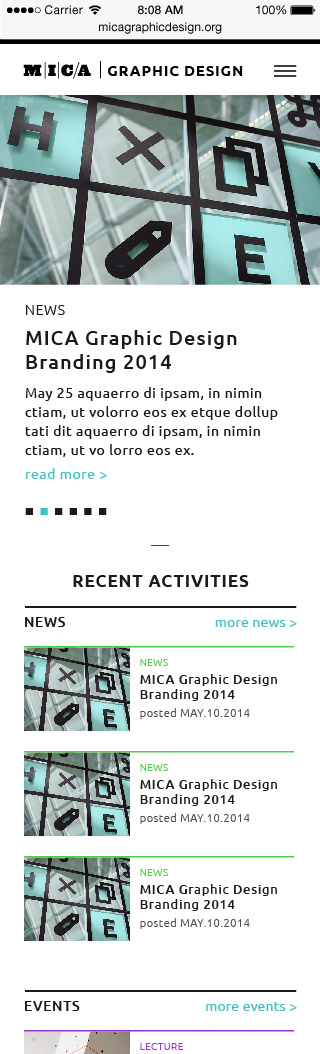 Carrier 8:08 AM 100%
micagraphicdesign.org
MICA | GRAPHIC DESIGN
H
E
NEWS
MICA Graphic Design
Branding 2014
May 25 aquaerro di ipsam, in nimin
ctiam, ut volorro eos ex etque dollup
tati dit aquaerro di ipsam, in nimin
ctiam, ut vo lorro eos ex.
read more >
RECENT ACTIVITIES
NEWS more news >
NEWS
MICA Graphic Design
Branding 2014
posted MAY.10.2014
NEWS
MICA Graphic Design
Branding 2014
posted MAY.10.2014
NEWS
MICA Graphic Design
Branding 2014
posted MAY.10.2014
EVENTS more events >
LECTURE